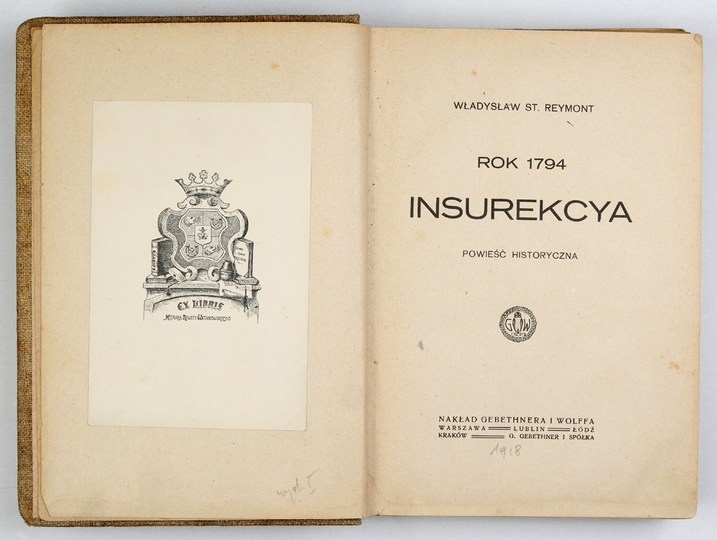 EX LIBRIS
wyd. I
WŁADYSŁAW ST. REYMONT
ROK 1794
INSUREKCYA
POWIEŚĆ HISTORYCZNA
G W
NAKŁAD GEBETHNERA I WOLFFA
WARSZAWA LUBLIN ŁÓDŹ
KRAKÓW G. GEBETHNER I SPÓŁKA
1918